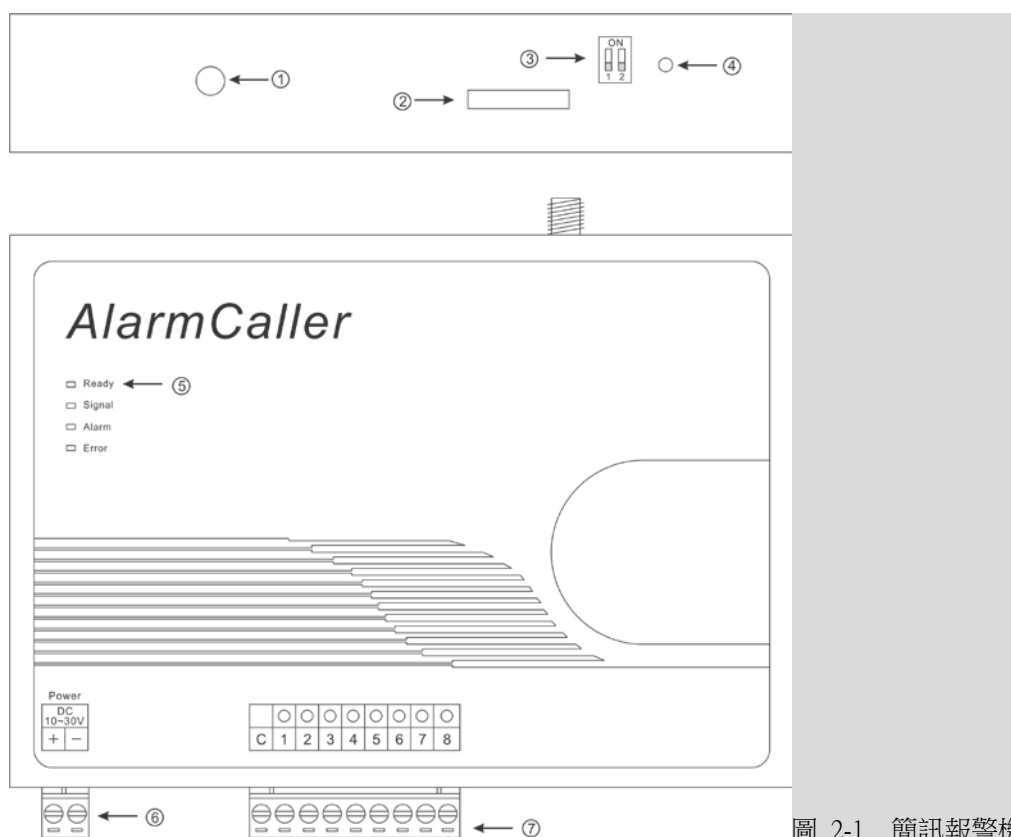 ON
③
①
④
1 2
②
AlarmCaller
Ready
⑤
Signal
Alarm
Error
Power
DC
10~30V
+ −
C 1 2 3 4 5 6 7 8
⑥
⑦
圖 2-1 簡訊報警機